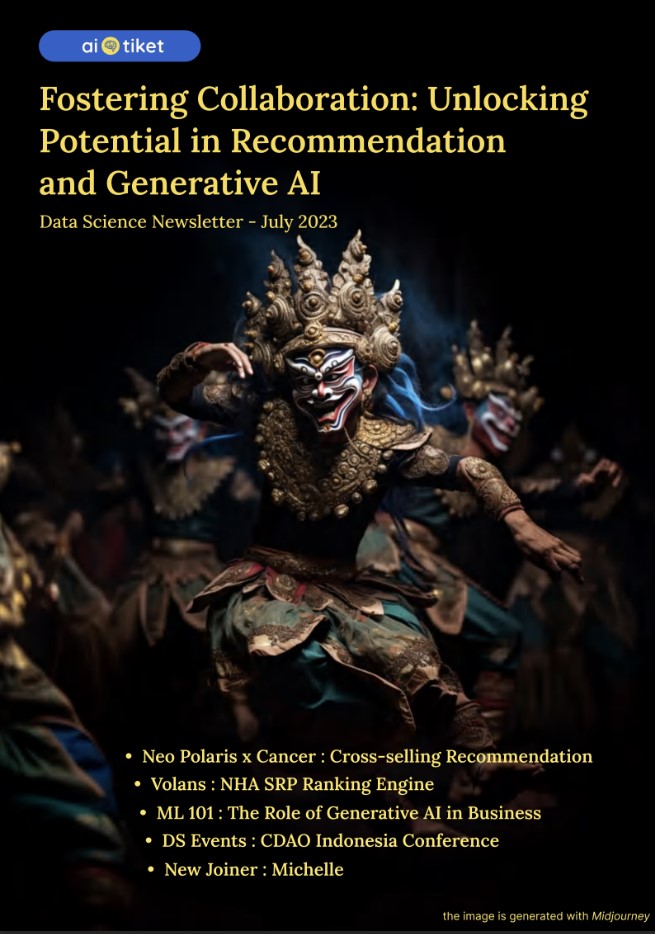 ai tiket
Fostering Collaboration: Unlocking
Potential in Recommendation
and Generative AI
Data Science Newsletter - July 2023
• Neo Polaris x Cancer : Cross-selling Recommendation
• Volans : NHA SRP Ranking Engine
• ML 101 : The Role of Generative AI in Business
• DS Events : CDAO Indonesia Conference
• New Joiner : Michelle
the image is generated with Midjourney